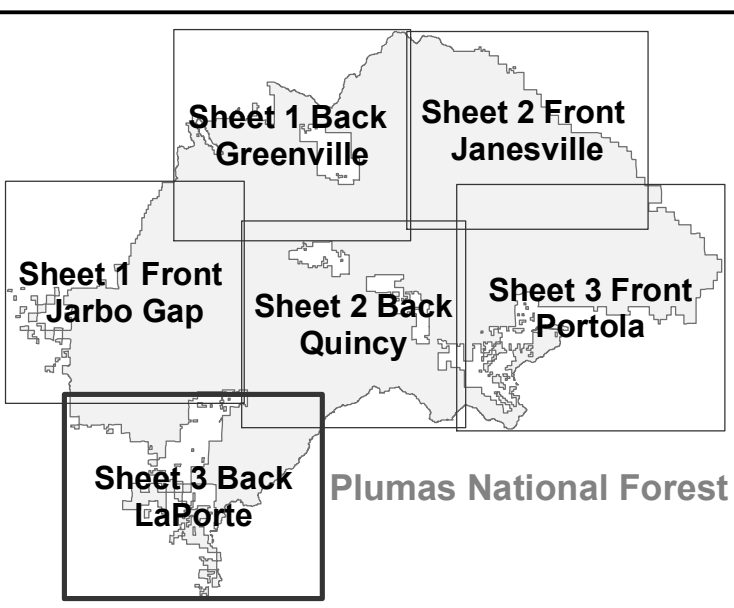 Sheet 1 Back
Greenville
Sheet 2 Front
Janesville
Sheet 1 Front
Jarbo Gap
Sheet 2 Back
Quincy
Sheet 3 Front
Portola
Sheet 3 Back
LaPorte
Plumas National Forest